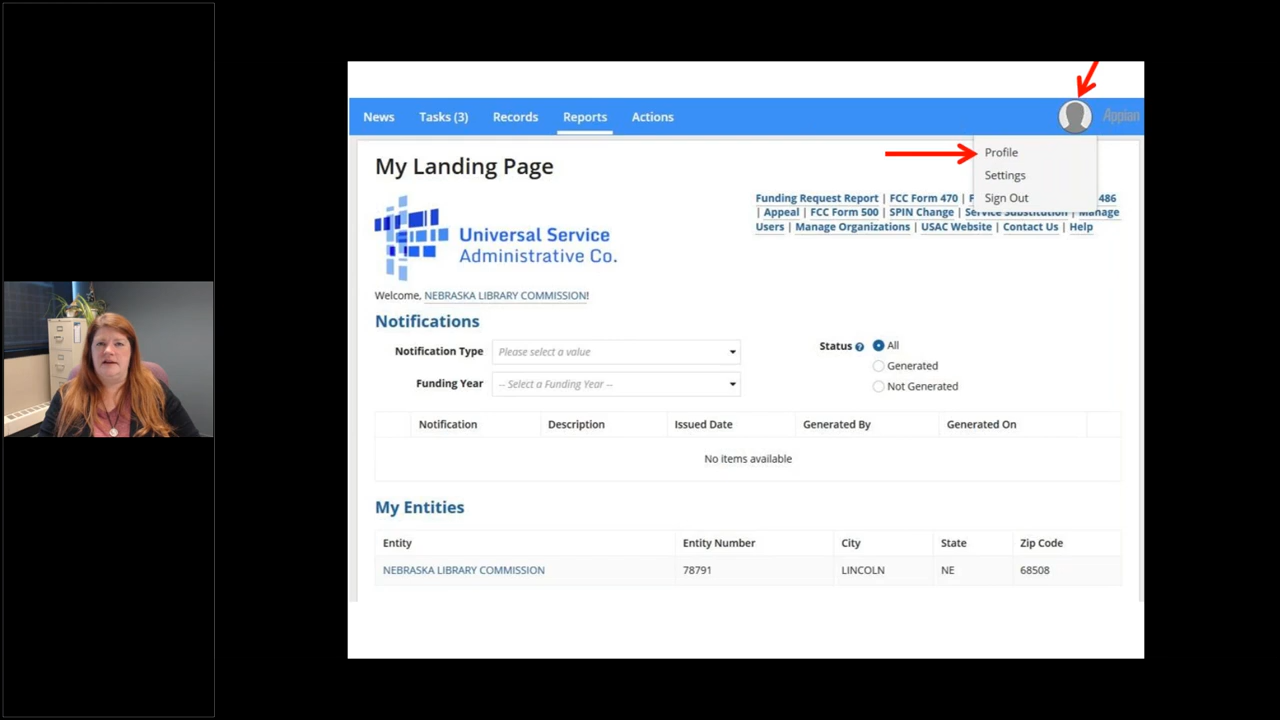 News Tasks (3) Records Reports Actions Appian
Profile
Settings
Sign Out
My Landing Page
Funding Request Report | FCC Form 470 | F 486
| Appeal | FCC Form 500 | SPIN Change | Service Substitution | Manage
Users | Manage Organizations | USAC Website | Contact Us | Help
Universal Service
Administrative Co.
Welcome, NEBRASKA LIBRARY COMMISSION!
Notifications
Notification Type Please select a value Status All
Generated
Funding Year -- Select a Funding Year -- Not Generated
Notification Description Issued Date Generated By Generated On
No items available
My Entities
Entity Entity Number City State Zip Code
NEBRASKA LIBRARY COMMISSION 78791 LINCOLN NE 68508